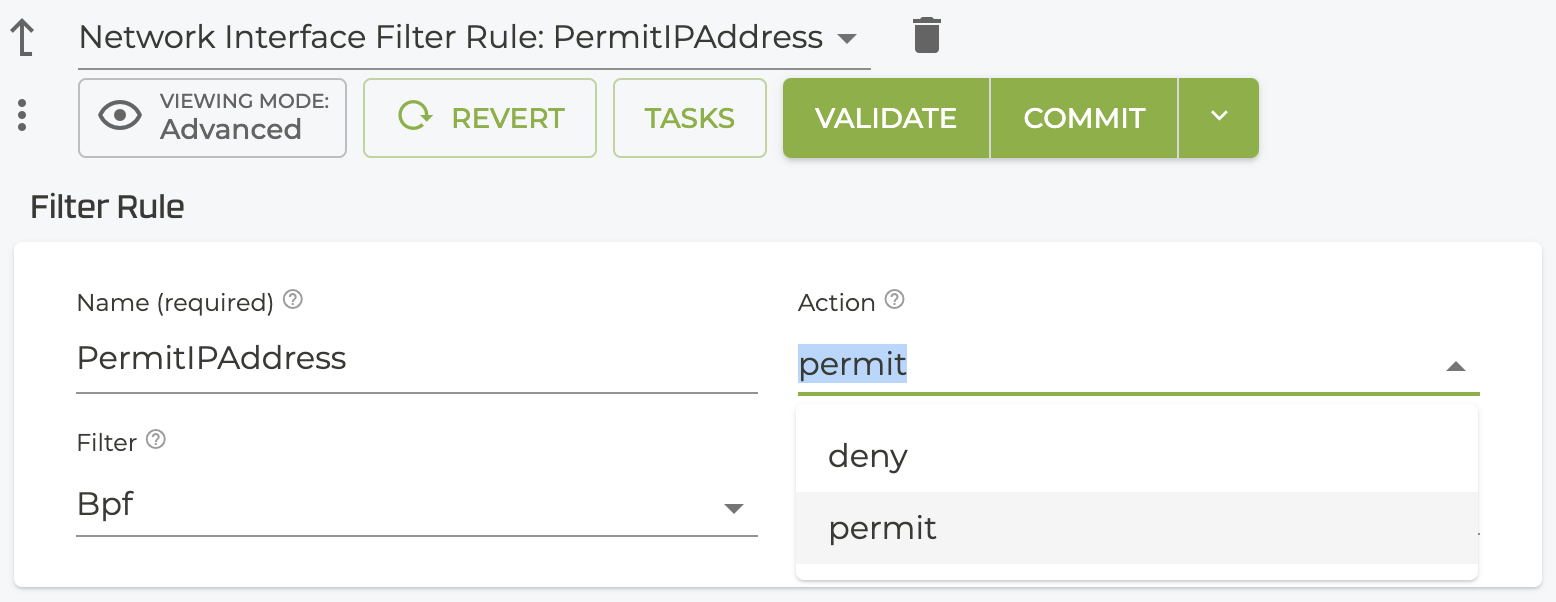 Network Interface Filter Rule: PermitIPAddress
VIEWING MODE:
Advanced
REVERT
TASKS
VALIDATE
COMMIT
Filter Rule
Name (required)
PermitIPAddress
Action
permit
deny
permit
Filter
Bpf